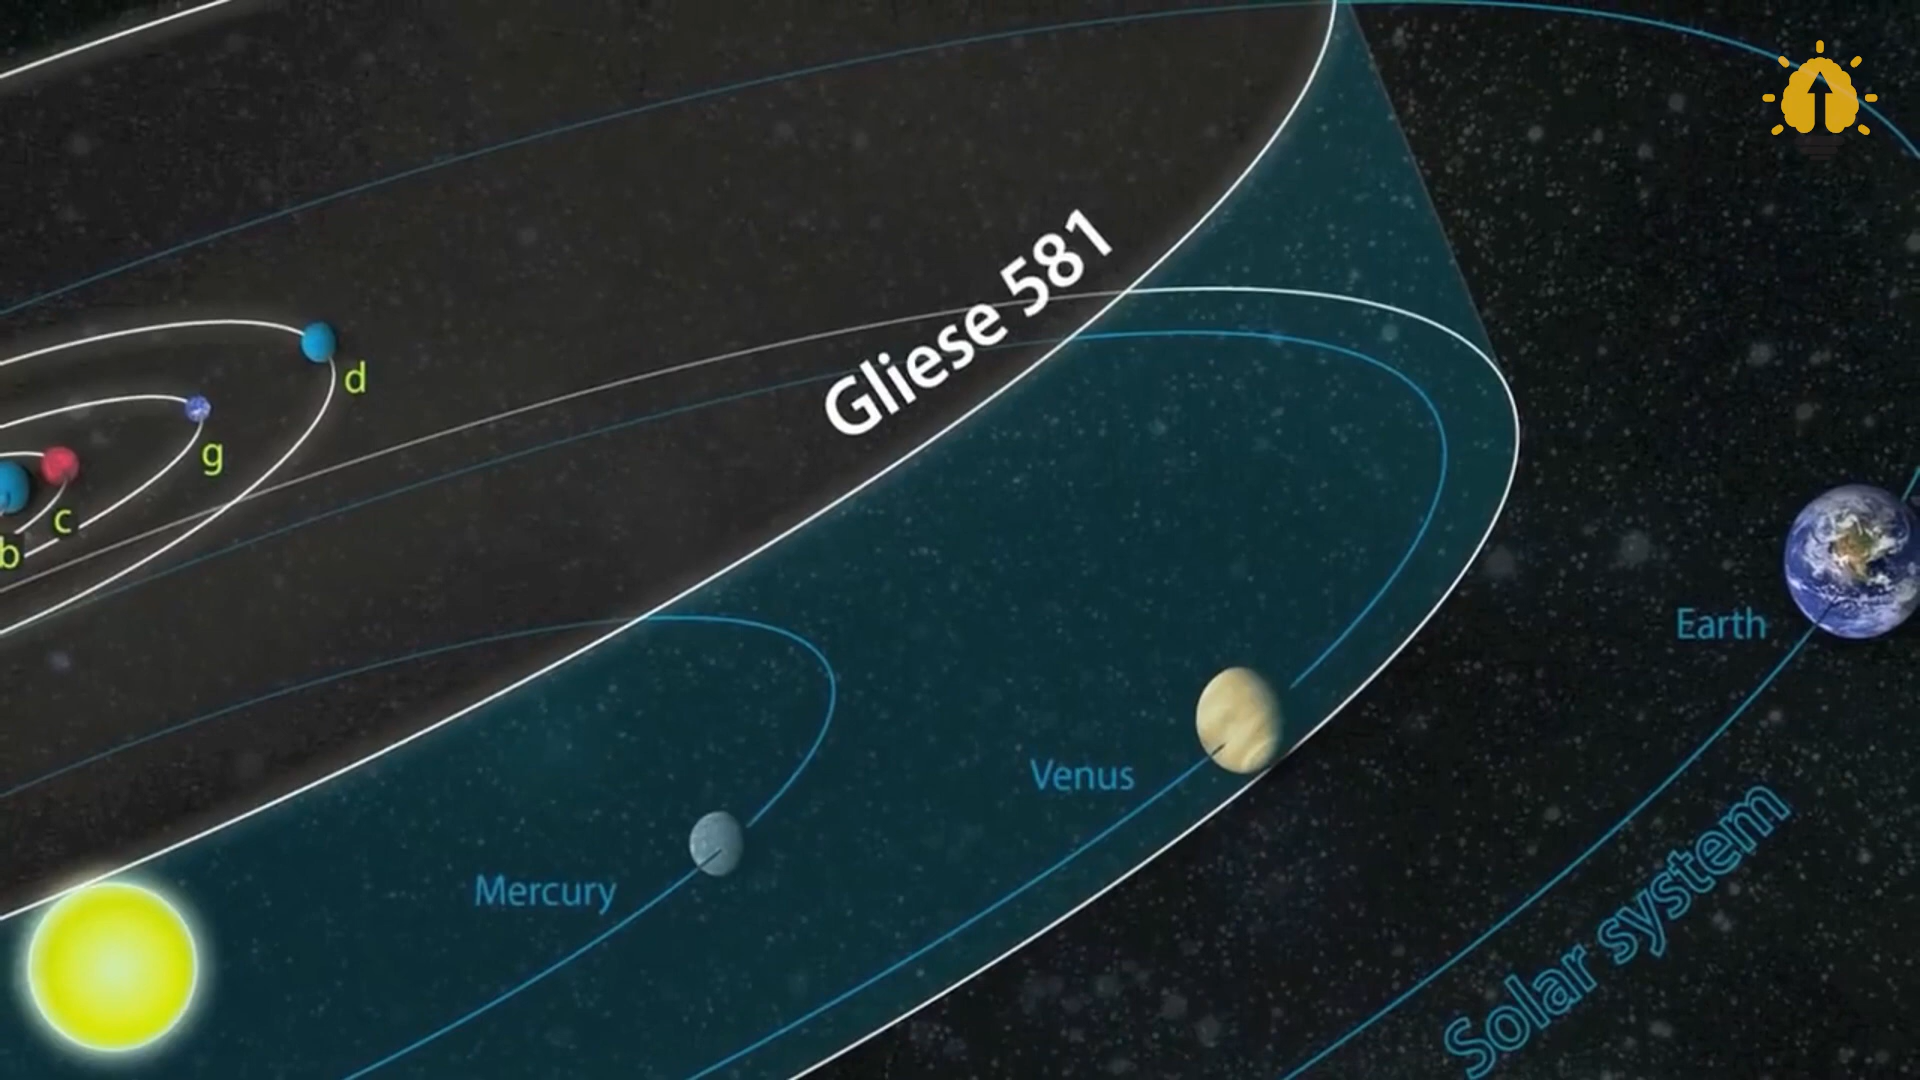 Gliese 581
d
g
c
b
Earth
Venus
Mercury
Solar system